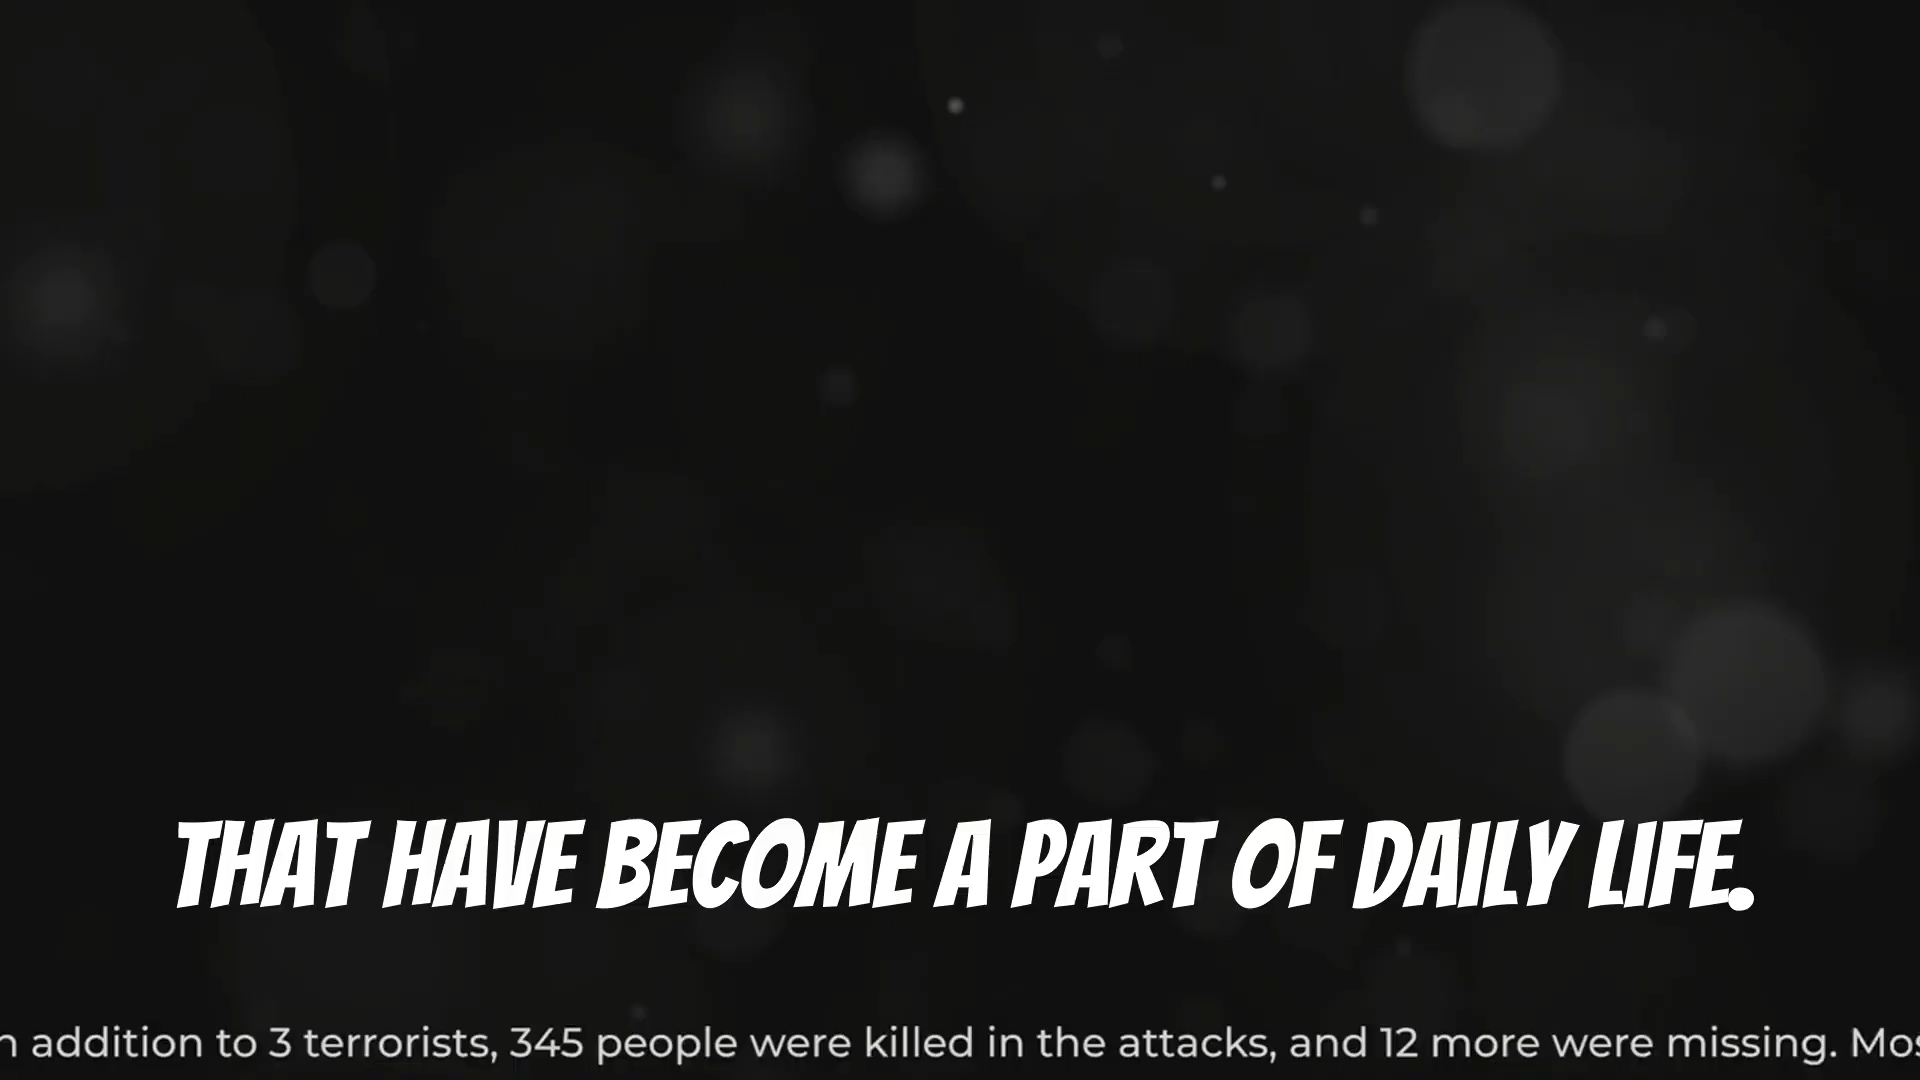 THAT HAVE BECOME A PART OF DAILY LIFE.
addition to 3 terrorists, 345 people were killed in the attacks, and 12 more were missing.